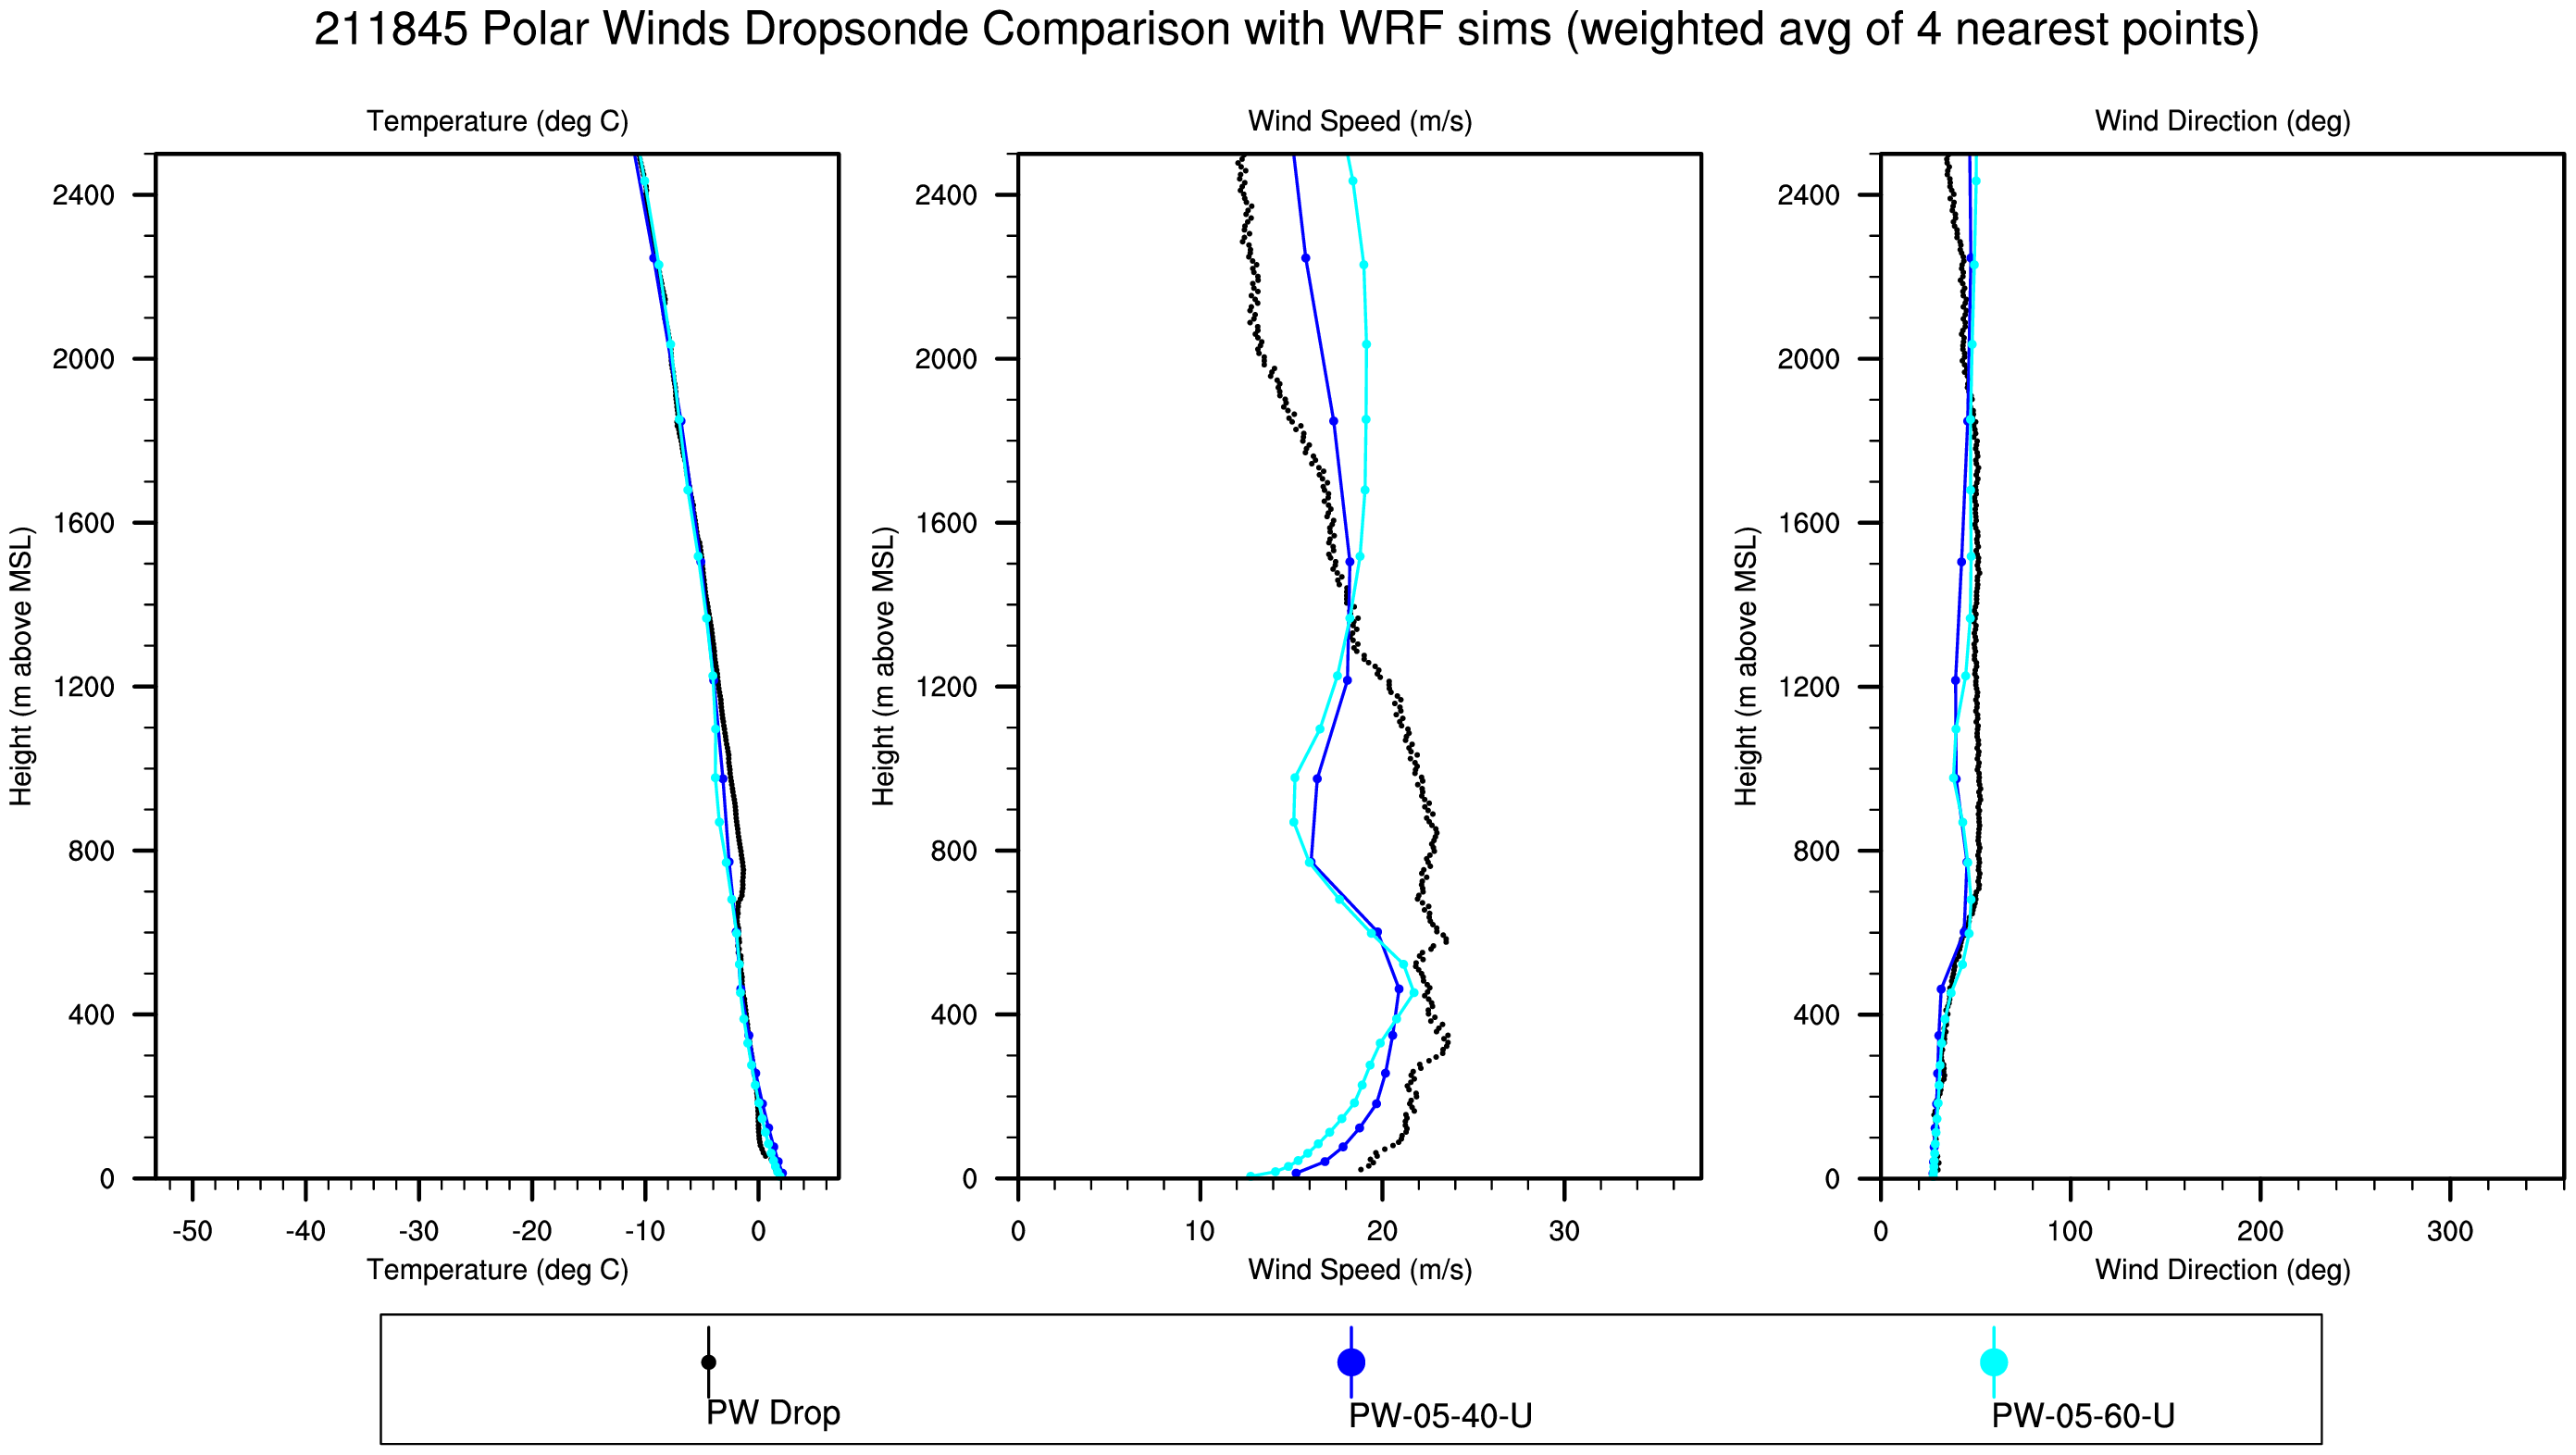 211845 Polar Winds Dropsonde Comparison with WRF sims (weighted avg of 4 nearest points)
Temperature (deg C)
Wind Speed (m/s)
Wind Direction (deg)
Height (m above MSL)
2400
2000
1600
1200
800
400
0
-50 -40 -30 -20 -10 0
Temperature (deg C)
Height (m above MSL)
2400
2000
1600
1200
800
400
0
0 10 20 30
Wind Speed (m/s)
Height (m above MSL)
2400
2000
1600
1200
800
400
0
0 100 200 300
Wind Direction (deg)
PW Drop
PW-05-40-U
PW-05-60-U